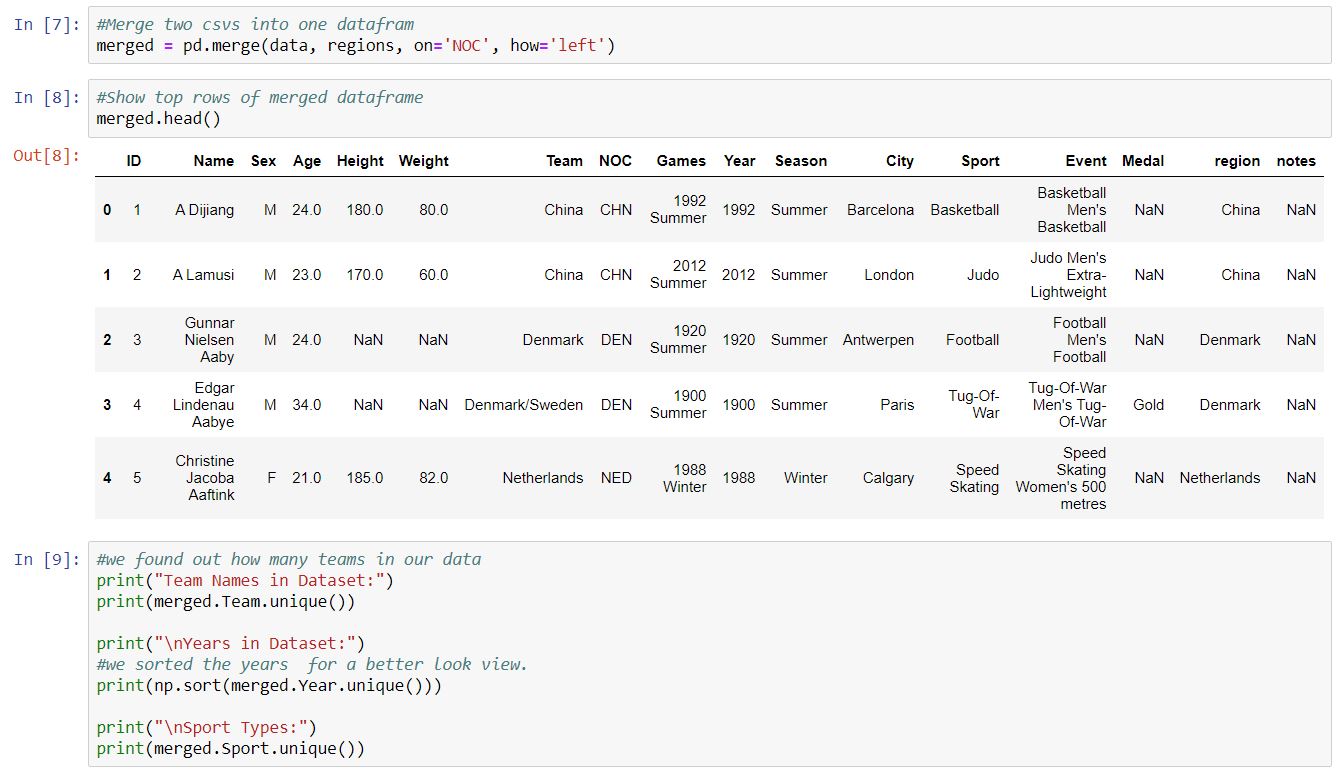 In [7]: #Merge two csvs into one datafram
merged = pd.merge(data, regions, on='NOC', how='left')
In [8]: #Show top rows of merged dataframe
merged.head()
Out[8]:
ID Name Sex Age Height Weight Team NOC Games Year Season City Sport Event Medal region notes
0 1 A Dijiang M 24.0 180.0 80.0 China CHN 1992 Summer 1992 Summer Barcelona Basketball Basketball Men's Basketball NaN China NaN
1 2 A Lamusi M 23.0 170.0 60.0 China CHN 2012 Summer 2012 Summer London Judo Judo Men's Extra-Lightweight NaN China NaN
2 3 Gunnar Nielsen Aaby M 24.0 NaN NaN Denmark DEN 1920 Summer 1920 Summer Antwerpen Football Football Men's Football NaN Denmark NaN
3 4 Edgar Lindenau Aabye M 34.0 NaN NaN Denmark/Sweden DEN 1900 Summer 1900 Summer Paris Tug-Of-War Tug-Of-War Men's Tug-Of-War Gold Denmark NaN
4 5 Christine Jacoba Aaftink F 21.0 185.0 82.0 Netherlands NED 1988 Winter 1988 Winter Calgary Speed Skating Speed Skating Women's 500 metres NaN Netherlands NaN
In [9]: #we found out how many teams in our data
print("Team Names in Dataset:")
print(merged.Team.unique())
print("\nYears in Dataset:")
#we sorted the years  for a better look view.
print(np.sort(merged.Year.unique()))
print("\nSport Types:")
print(merged.Sport.unique())